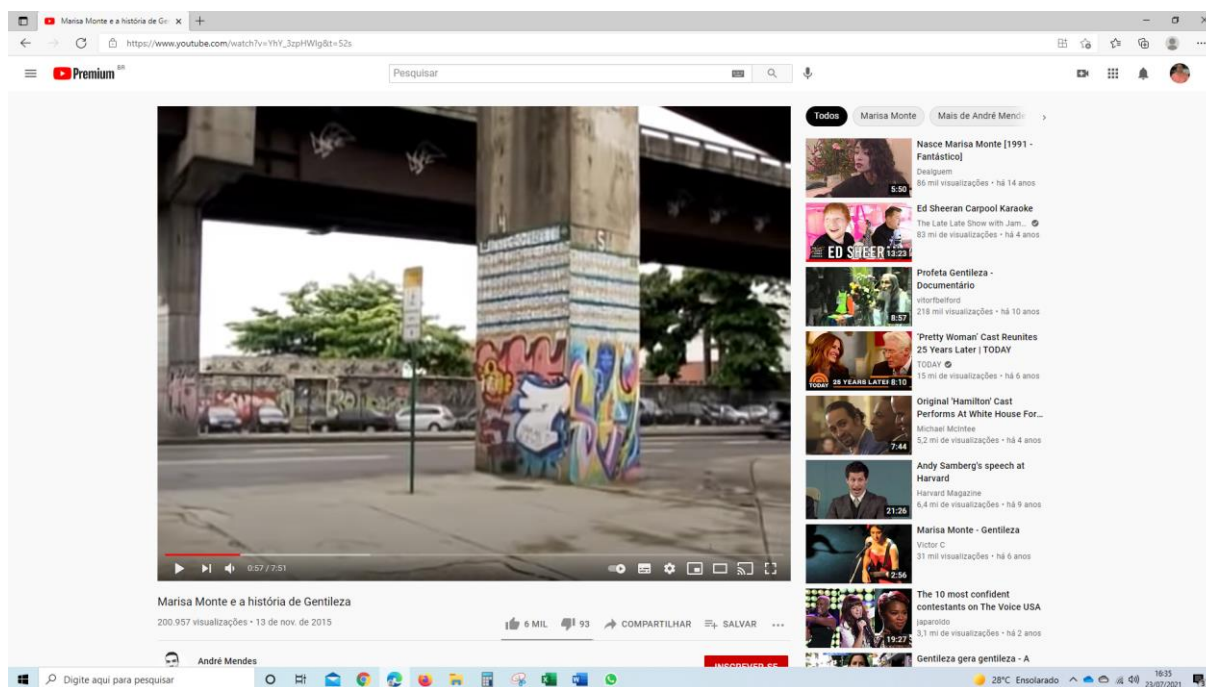 Marisa Monte e a história de Ge
https://www.youtube.com/watch?v=YhY_3zpHWIg&t=52s
Premium BR
Pesquisar
4
5
0:57 / 7:51
Marisa Monte e a história de Gentileza
200.957 visualizações • 13 de nov. de 2015
6 MIL
93
COMPARTILHAR
SALVAR
André Mendes
INSCREVER-SE
Todos
Marisa Monte
Mais de André Mende
Nasce Marisa Monte [1991 -
Fantástico]
Dealguem
86 mil visualizações • há 14 anos
5:50
Ed Sheeran Carpool Karaoke
The Late Late Show with Jam...
83 mi de visualizações • há 4 anos
ED SHEERAN
13:23
Profeta Gentileza -
Documentário
vitorfbelford
218 mil visualizações • há 10 anos
8:57
'Pretty Woman' Cast Reunites
25 Years Later | TODAY
TODAY
15 mi de visualizações • há 6 anos
TODAY
25 YEARS LATER
8:10
Original 'Hamilton' Cast
Performs At White House For...
Michael McIntee
5,2 mi de visualizações • há 4 anos
7:44
Andy Samberg's speech at
Harvard
Harvard Magazine
6,4 mi de visualizações • há 9 anos
21:26
Marisa Monte - Gentileza
Victor C
31 mil visualizações • há 6 anos
2:56
The 10 most confident
contestants on The Voice USA
japaroido
3,1 mi de visualizações • há 2 anos
19:27
Gentileza gera gentileza - A
Digite aqui para pesquisar
28°C Ensolarado
16:35
23/07/2021